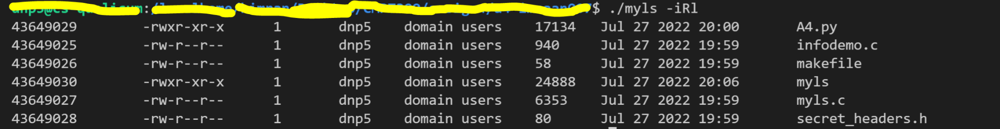 $ ./myls -iRl
43649029 -rwxr-xr-x 1 dnp5 domain users 17134 Jul 27 2022 20:00 A4.py
43649025 -rw-r--r-- 1 dnp5 domain users 940 Jul 27 2022 19:59 infodemo.c
43649026 -rw-r--r-- 1 dnp5 domain users 58 Jul 27 2022 19:59 makefile
43649030 -rwxr-xr-x 1 dnp5 domain users 24888 Jul 27 2022 20:06 myls
43649027 -rw-r--r-- 1 dnp5 domain users 6353 Jul 27 2022 19:59 myls.c
43649028 -rw-r--r-- 1 dnp5 domain users 80 Jul 27 2022 19:59 secret_headers.h